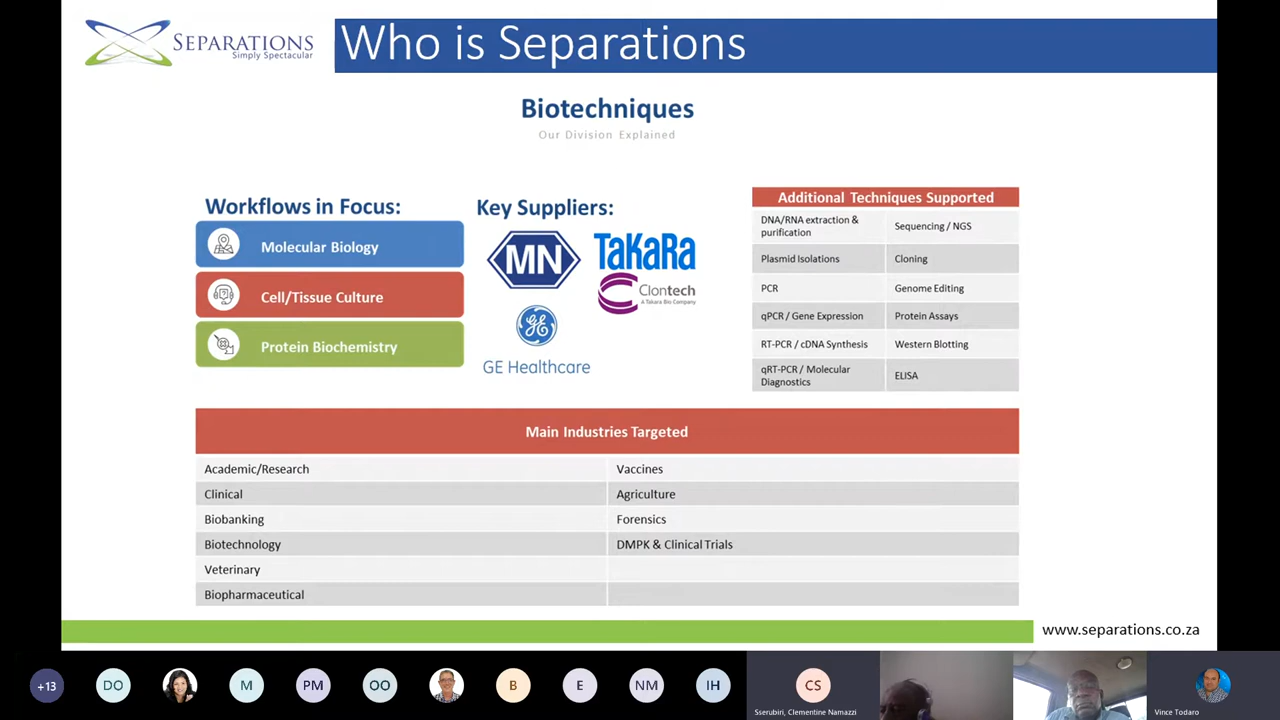 SEPARATIONS
Simply Spectacular
Who is Separations
Biotechniques
Our Division Explained
Workflows in Focus:
Molecular Biology
Cell/Tissue Culture
Protein Biochemistry
Key Suppliers:
MN
TaKaRa
Clontech
A Takara Bio Company
GE
GE Healthcare
Additional Techniques Supported
DNA/RNA extraction &
purification
Sequencing / NGS
Plasmid Isolations
Cloning
PCR
Genome Editing
qPCR / Gene Expression
Protein Assays
RT-PCR / cDNA Synthesis
Western Blotting
qRT-PCR / Molecular
Diagnostics
ELISA
Main Industries Targeted
Academic/Research
Vaccines
Clinical
Agriculture
Biobanking
Forensics
Biotechnology
DMPK & Clinical Trials
Veterinary
Biopharmaceutical
www.separations.co.za
+13
DO
M
PM
OO
B
E
NM
IH
CS
Sserubiri, Clementine Namazzi
Vince Todaro